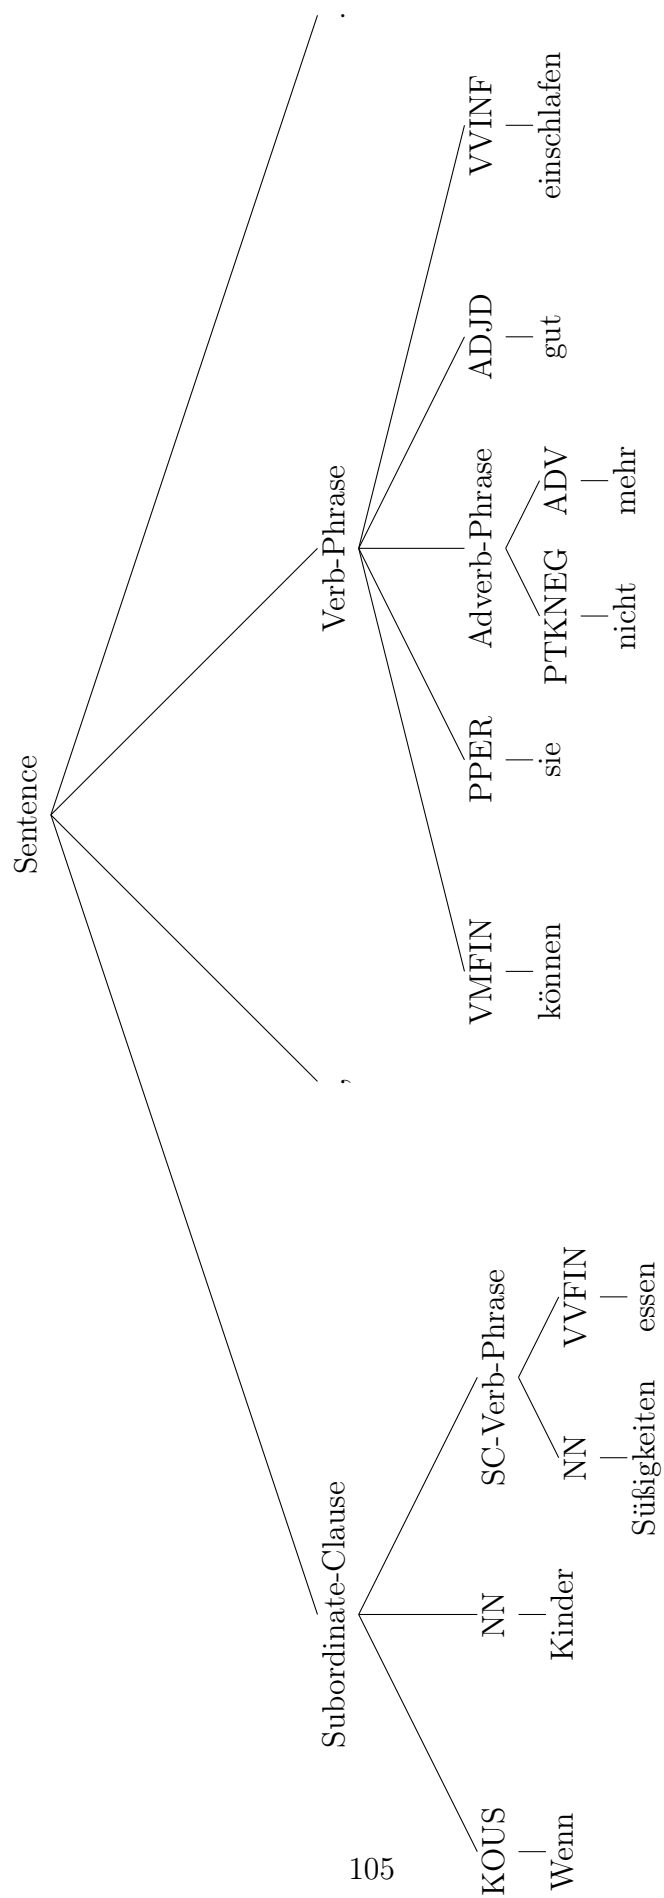 Sentence
Subordinate-Clause , Verb-Phrase .
KOUS NN SC-Verb-Phrase VMFIN PPER Adverb-Phrase ADJD VVINF
Wenn Kinder NN VVFIN können sie PTKNEG ADV gut einschlafen
Süßigkeiten essen nicht mehr
105